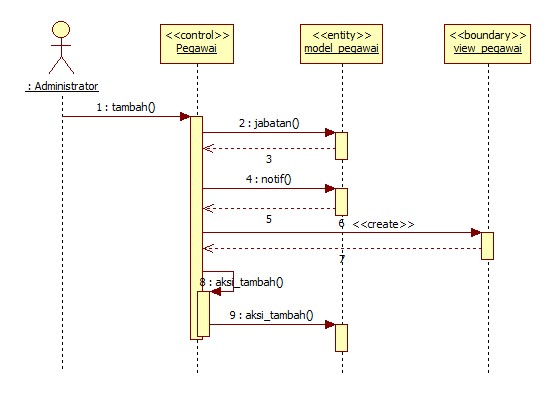 <<control>>
Pegawai
<<entity>>
model_pegawai
<<boundary>>
view_pegawai
: Administrator
1 : tambah()
2 : jabatan()
3
4 : notif()
5
6 <<create>>
7
8 : aksi_tambah()
9 : aksi_tambah()